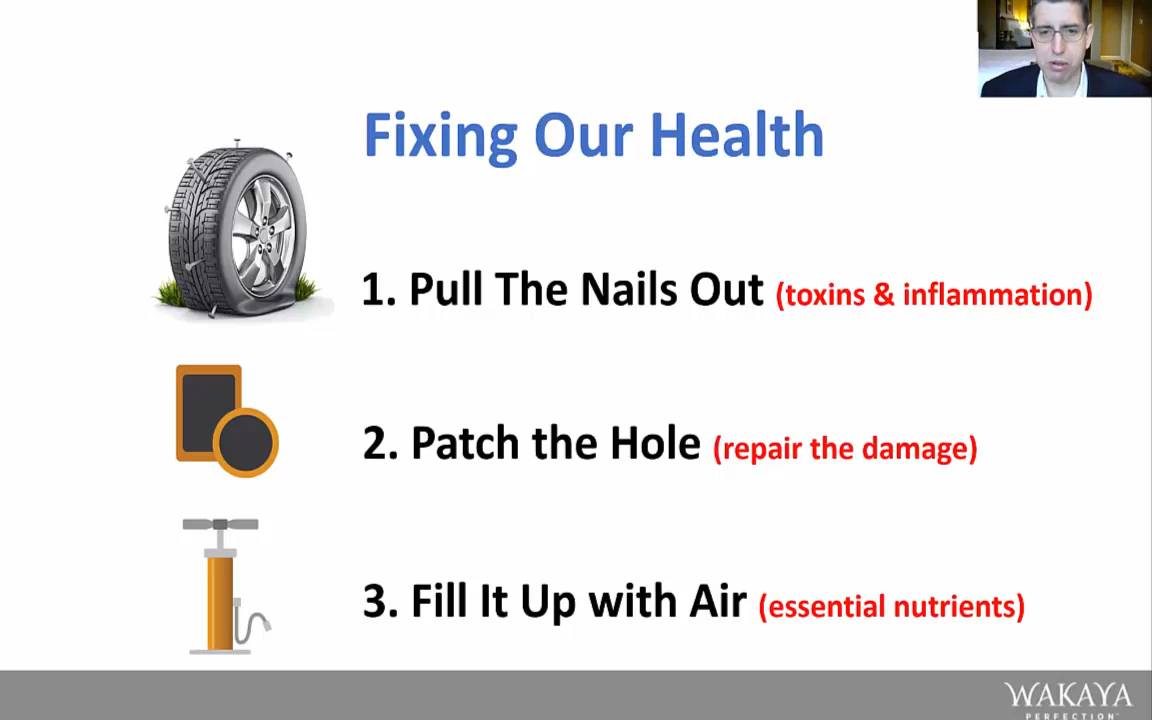 Fixing Our Health
1. Pull The Nails Out (toxins & inflammation)
2. Patch the Hole (repair the damage)
3. Fill It Up with Air (essential nutrients)
WAKAYA
PERFECTION